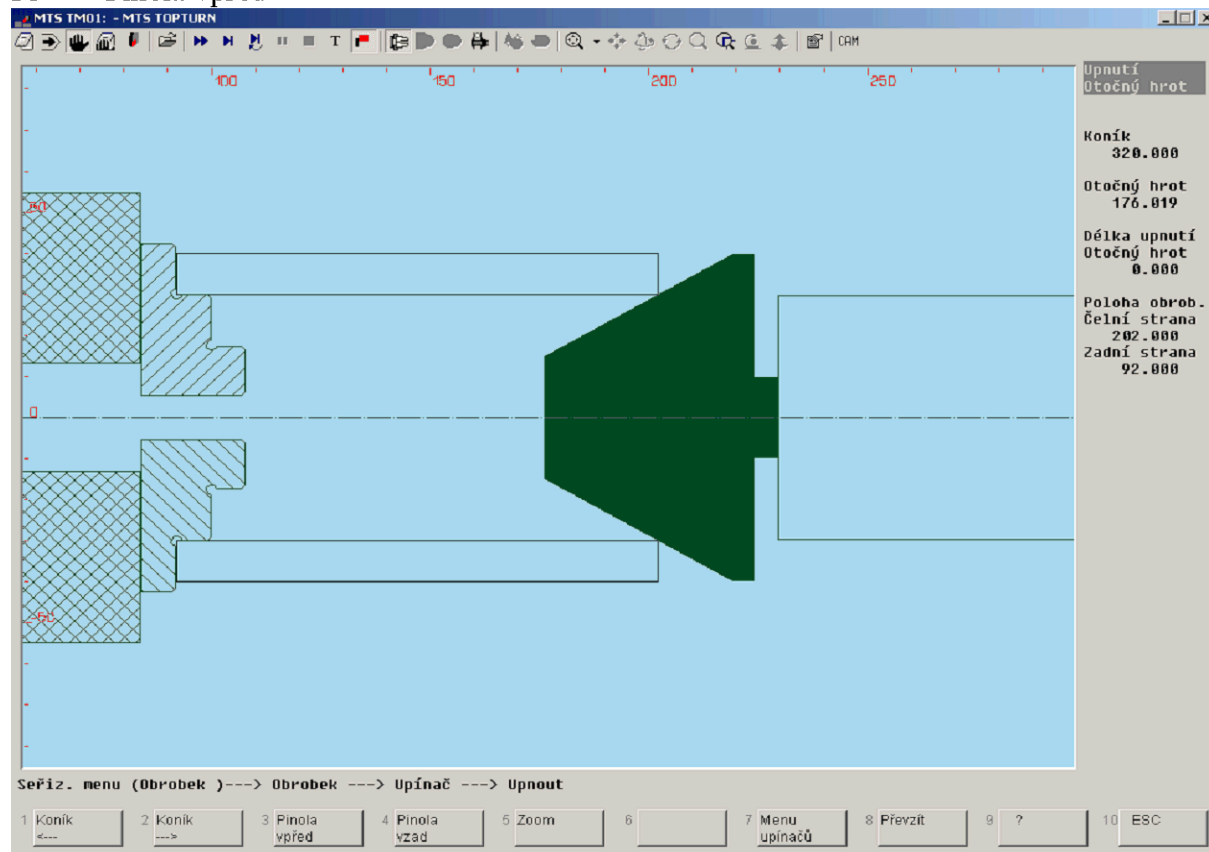 MTS TM01: - MTS TOPTURN
T
CAM
100
150
200
250
50
0
-50
Upnutí
Otočný hrot
Koník
320.000
Otočný hrot
176.019
Délka upnutí
Otočný hrot
0.000
Poloha obrob.
Čelní strana
202.000
Zadní strana
92.000
Seřiz. menu (Obrobek )---> Obrobek ---> Upínač ---> Upnout
1 Koník
<---
2 Koník
--->
3 Pinola
vpřed
4 Pinola
vzad
5 Zoom
6
7 Menu
upínačů
8 Převzít
9 ?
10 ESC